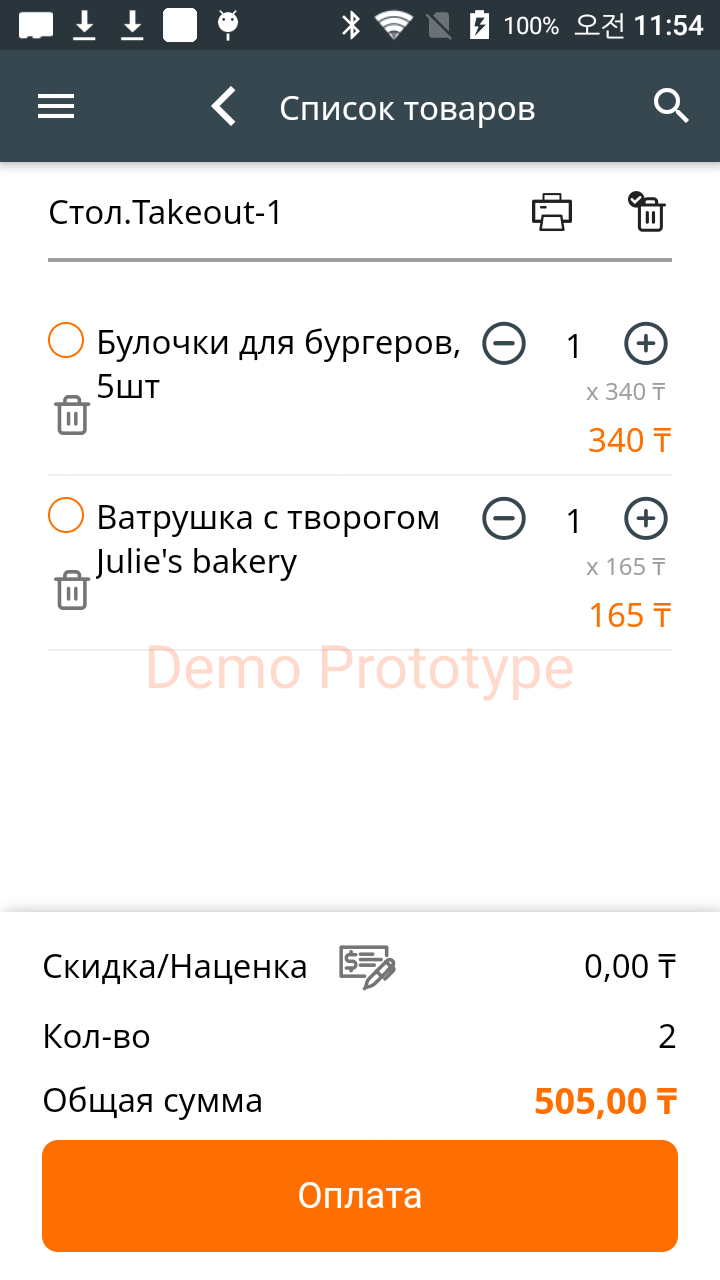 100% 오전 11:54
Список товаров
Стол.Takeout-1
Булочки для бургеров, 1
5шт
x 340 ₸
340 ₸
Ватрушка с творогом 1
Julie's bakery
x 165 ₸
165 ₸
Demo Prototype
Скидка/Наценка 0,00 ₸
Кол-во 2
Общая сумма 505,00 ₸
Оплата